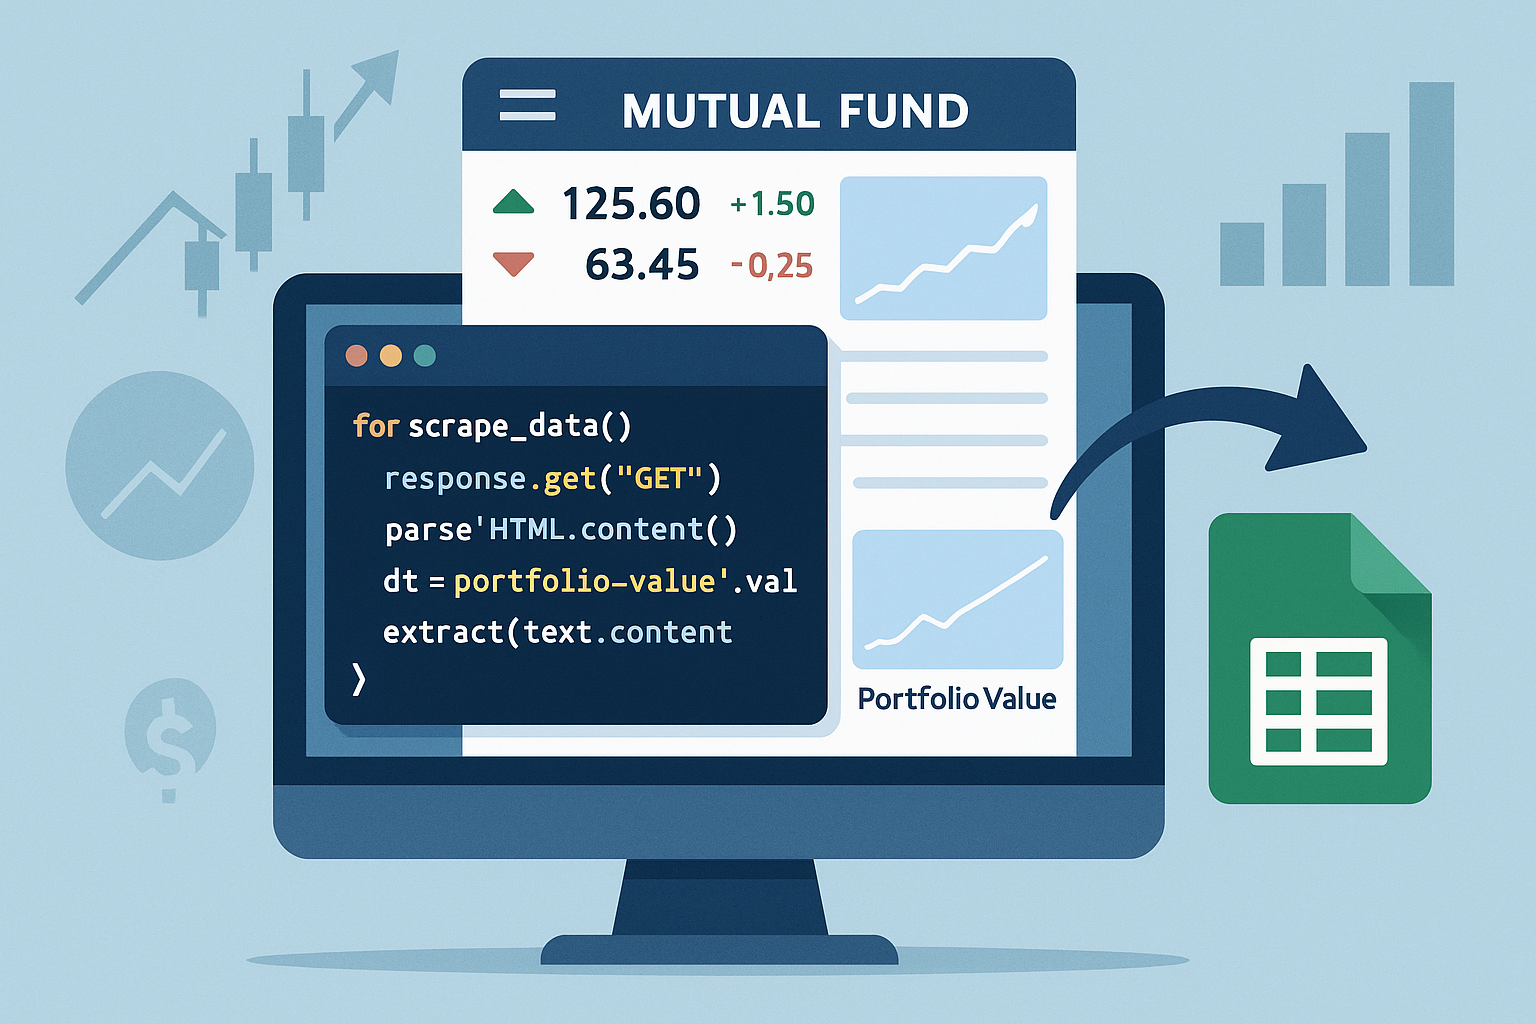 MUTUAL FUND
125.60 +1.50
63.45 -0,25
for scrape_data()
response.get("GET")
parse'HTML.content()
dt = portfolio-value'.val
extract(text.content
}
Portfolio Value
$